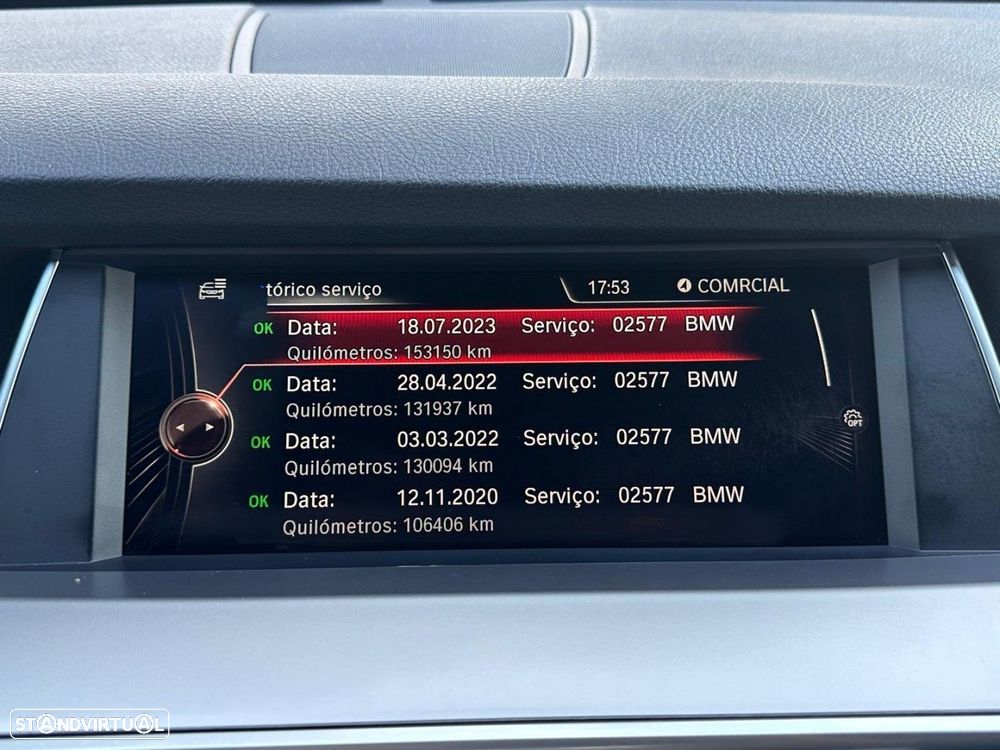 tórico serviço 17:53 COMRCIAL
OK Data: 18.07.2023 Serviço: 02577 BMW
Quilómetros: 153150 km
OK Data: 28.04.2022 Serviço: 02577 BMW
Quilómetros: 131937 km
OK Data: 03.03.2022 Serviço: 02577 BMW
Quilómetros: 130094 km
OK Data: 12.11.2020 Serviço: 02577 BMW
Quilómetros: 106406 km
OPT
STANDVIRTUAL